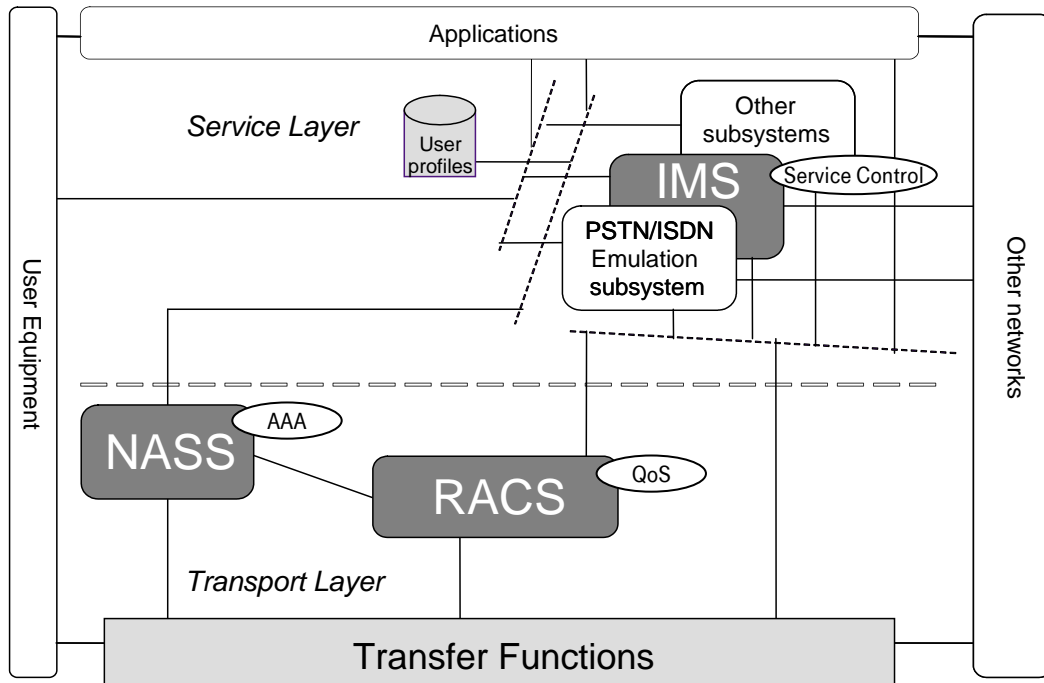 Applications
Service Layer
User
profiles
Other
subsystems
IMS
Service Control
PSTN/ISDN
Emulation
subsystem
User Equipment
Other networks
NASS
AAA
RACS
QoS
Transport Layer
Transfer Functions